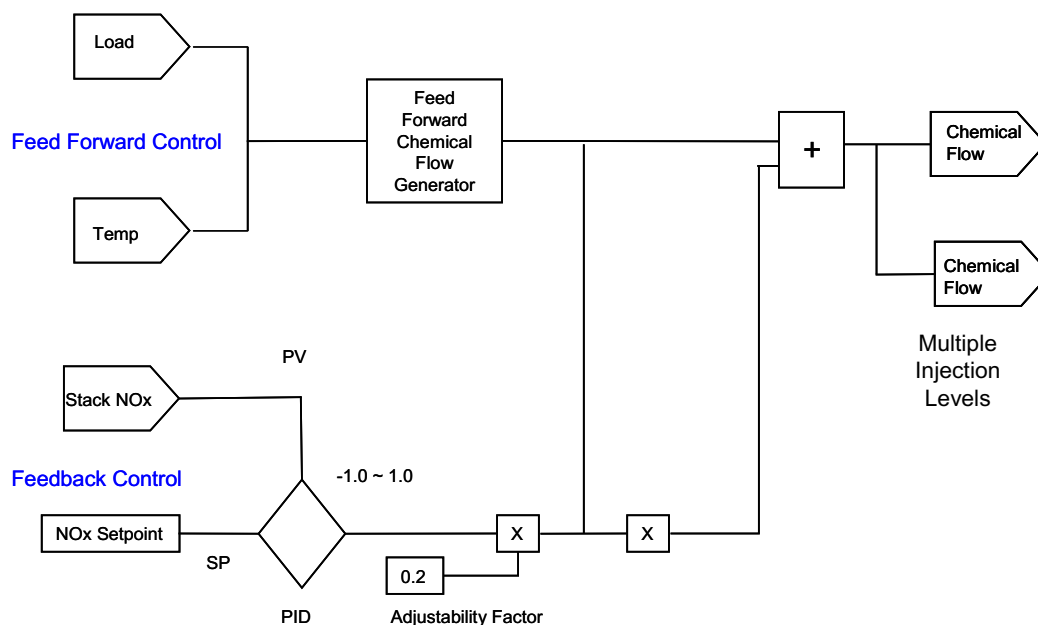 Load
Feed Forward Control
Temp
Feed
Forward
Chemical
Flow
Generator
+
Chemical
Flow
Chemical
Flow
Multiple
Injection
Levels
PV
Stack NOx
Feedback Control
-1.0 ~ 1.0
NOx Setpoint
SP
PID
X
X
0.2
Adjustability Factor